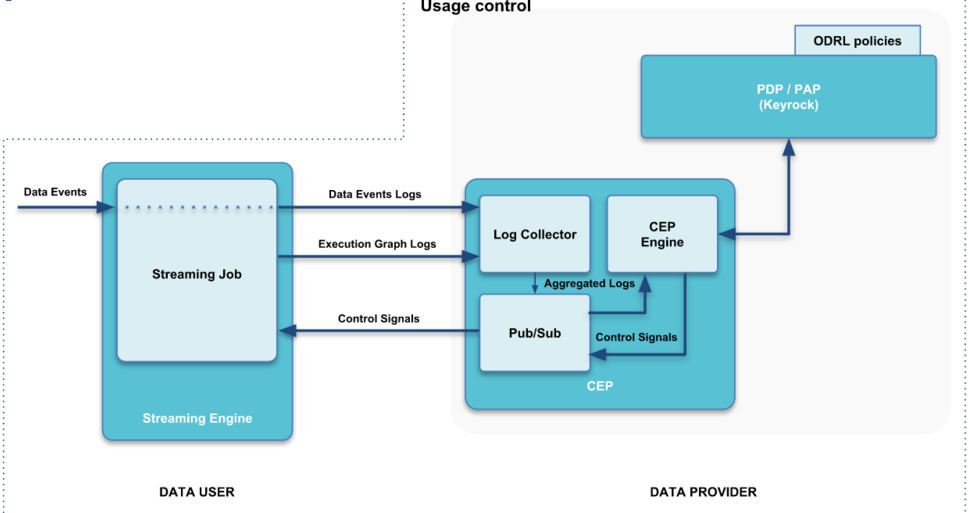 Usage control
ODRL policies
PDP / PAP
(Keyrock)
Data Events
Data Events Logs
Log Collector
CEP
Engine
Execution Graph Logs
Streaming Job
Aggregated Logs
Control Signals
Pub/Sub
Control Signals
CEP
Streaming Engine
DATA USER
DATA PROVIDER